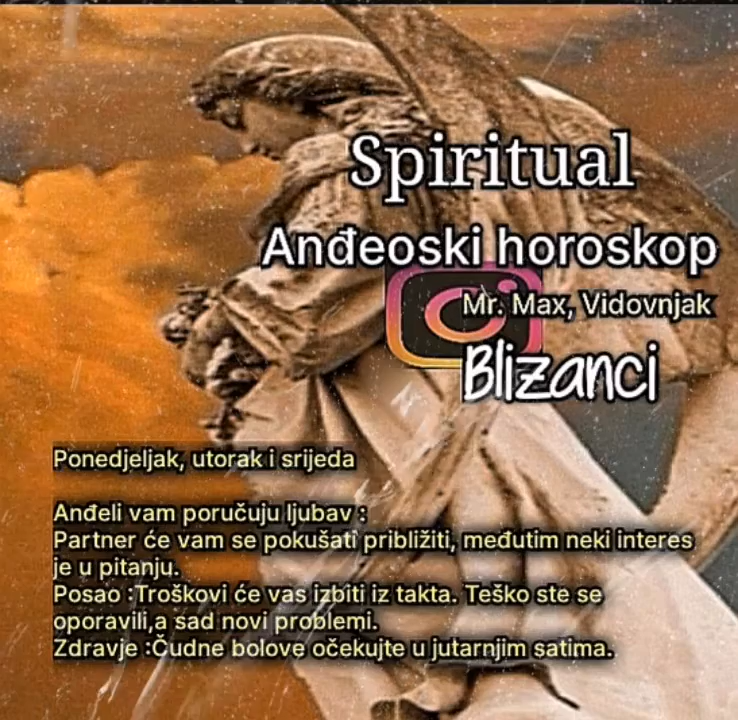 Spiritual
Anđeoski horoskop
Mr. Max, Vidovnjak
Blizanci
Ponedjeljak, utorak i srijeda
Anđeli vam poručuju ljubav :
Partner će vam se pokušati približiti, međutim neki interes
je u pitanju.
Posao :Troškovi će vas izbiti iz takta. Teško ste se
oporavili,a sad novi problemi.
Zdravje :Čudne bolove očekujte u jutarnjim satima.